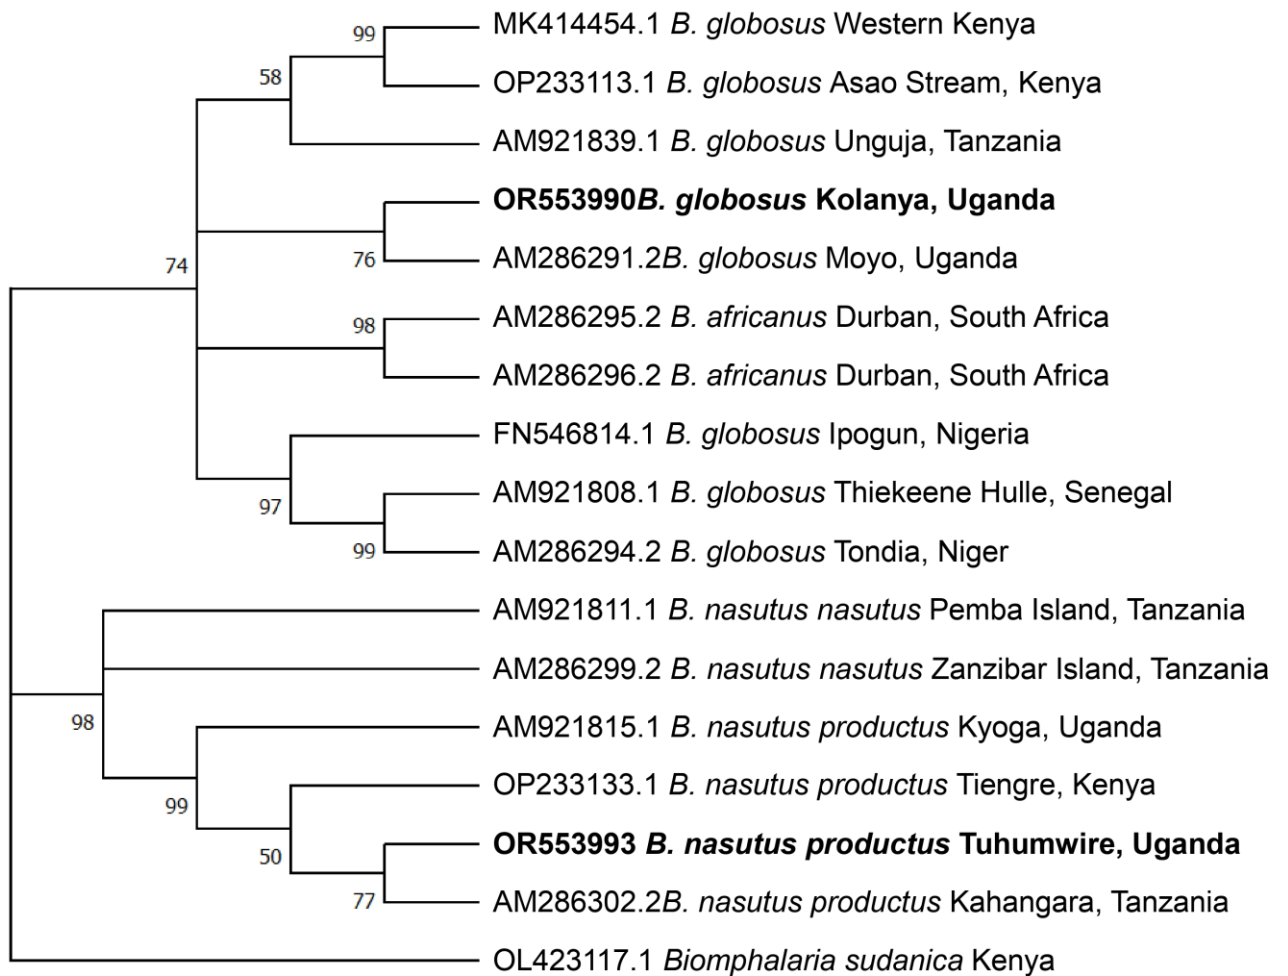 MK414454.1 B. globosus Western Kenya
99
OP233113.1 B. globosus Asao Stream, Kenya
58
AM921839.1 B. globosus Unguja, Tanzania
OR553990B. globosus Kolanya, Uganda
76
AM286291.2B. globosus Moyo, Uganda
74
AM286295.2 B. africanus Durban, South Africa
98
AM286296.2 B. africanus Durban, South Africa
FN546814.1 B. globosus Ipogun, Nigeria
97
AM921808.1 B. globosus Thiekeene Hulle, Senegal
99
AM286294.2 B. globosus Tondia, Niger
AM921811.1 B. nasutus nasutus Pemba Island, Tanzania
AM286299.2 B. nasutus nasutus Zanzibar Island, Tanzania
98
AM921815.1 B. nasutus productus Kyoga, Uganda
99
OP233133.1 B. nasutus productus Tiengre, Kenya
50
OR553993 B. nasutus productus Tuhumwire, Uganda
77
AM286302.2B. nasutus productus Kahangara, Tanzania
OL423117.1 Biomphalaria sudanica Kenya